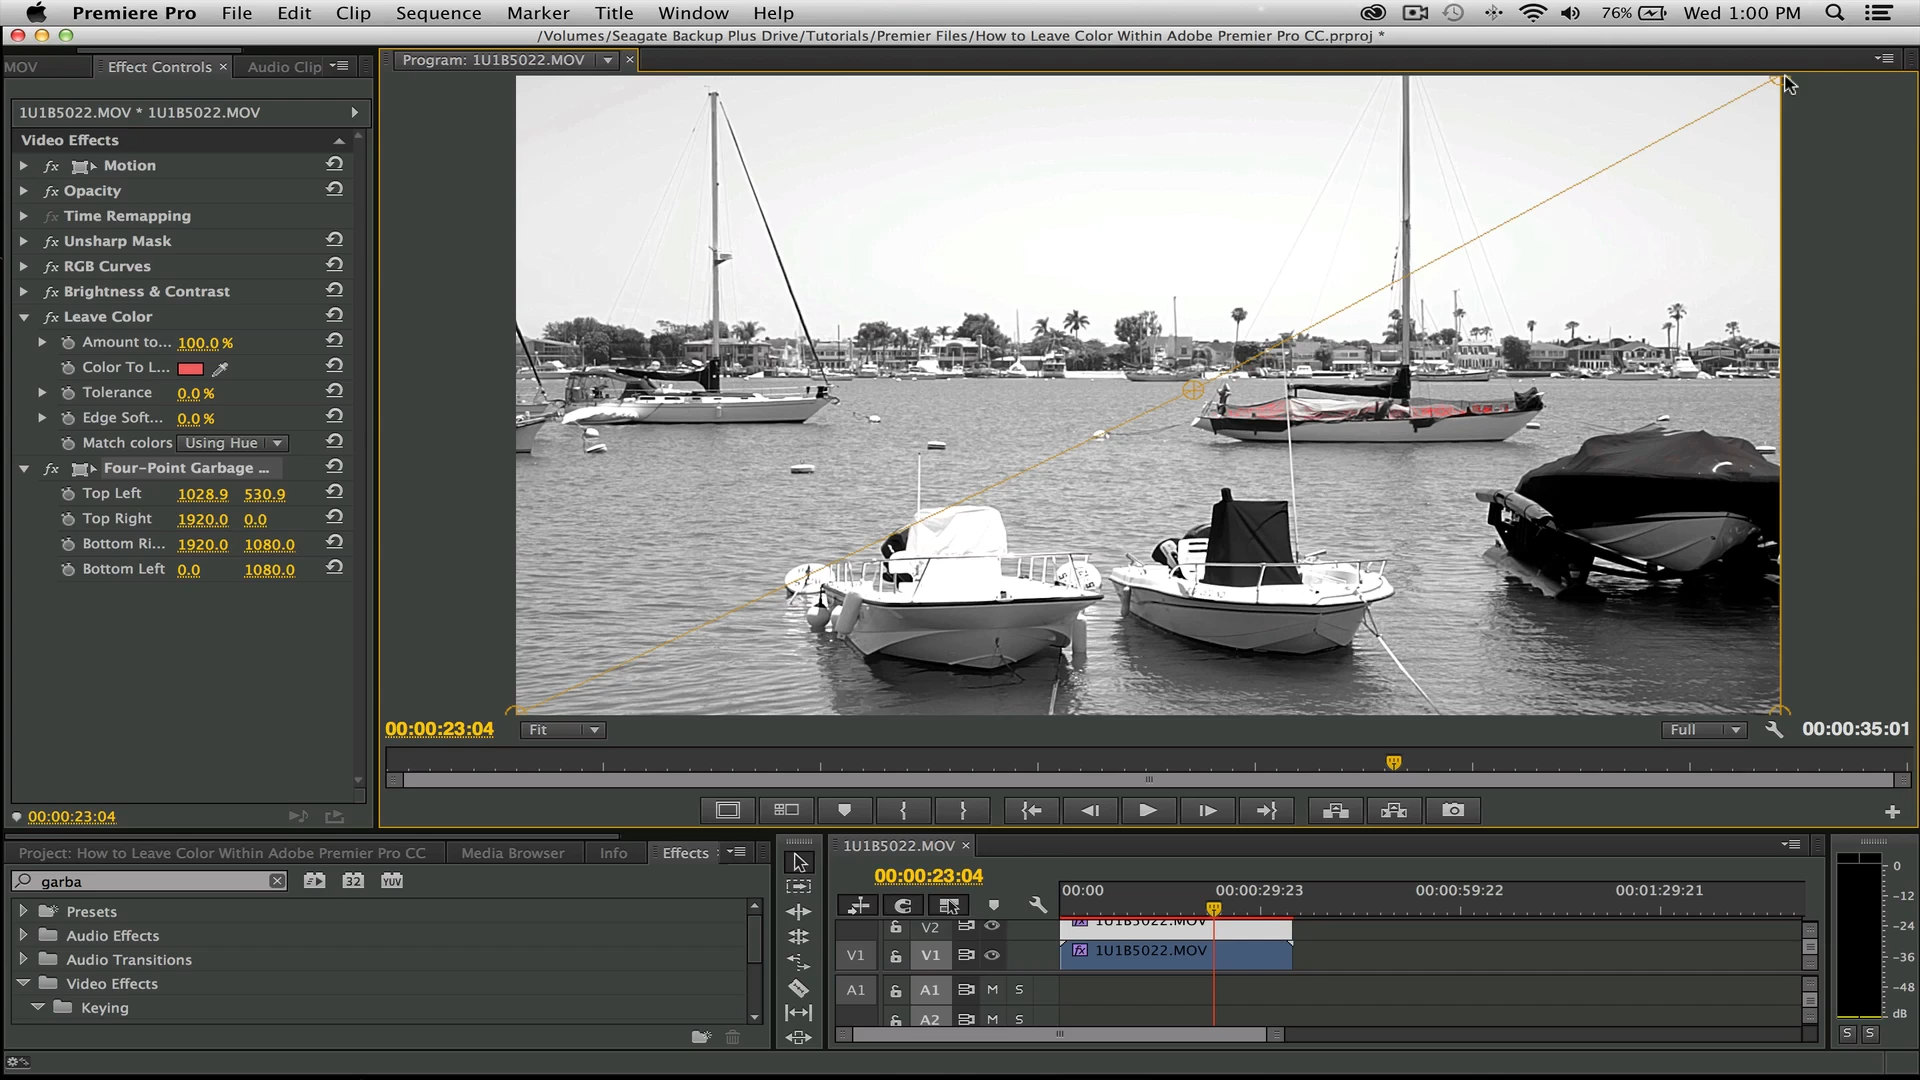 Premiere Pro File Edit Clip Sequence Marker Title Window Help 76% Wed 1:00 PM
/Volumes/Seagate Backup Plus Drive/Tutorials/Premier Files/How to Leave Color Within Adobe Premier Pro CC.prproj *
MOV Effect Controls × Audio Clip
Program: 1U1B5022.MOV ×
1U1B5022.MOV * 1U1B5022.MOV
Video Effects
fx Motion
fx Opacity
fx Time Remapping
fx Unsharp Mask
fx RGB Curves
fx Brightness & Contrast
fx Leave Color
Amount to... 100.0 %
Color To L...
Tolerance 0.0 %
Edge Soft... 0.0 %
Match colors Using Hue
fx Four-Point Garbage ...
Top Left 1028.9 530.9
Top Right 1920.0 0.0
Bottom Ri... 1920.0 1080.0
Bottom Left 0.0 1080.0
00:00:23:04
00:00:23:04 Fit Full 00:00:35:01
Project: How to Leave Color Within Adobe Premier Pro CC Media Browser Info Effects
garba 32 YUV
Presets
Audio Effects
Audio Transitions
Video Effects
Keying
1U1B5022.MOV ×
00:00:23:04
00:00 00:00:29:23 00:00:59:22 00:01:29:21
V2 fx 1U1B5022.MOV
V1 V1 fx 1U1B5022.MOV
A1 A1 M S
A2 M S
0
-12
-24
-36
-48
dB
S S